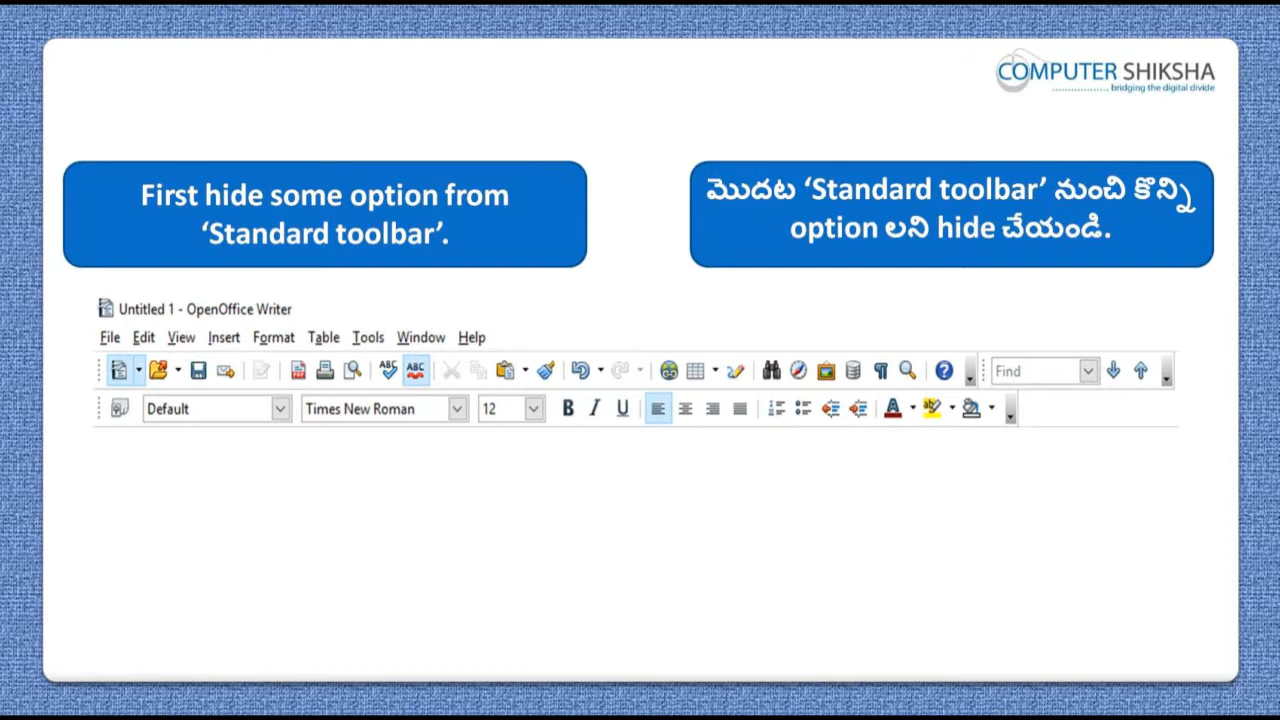 COMPUTER SHIKSHA
bridging the digital divide
First hide some option from
‘Standard toolbar’.
మొదట ‘Standard toolbar’ నుంచి కొన్ని
option లని hide చేయండి.
Untitled 1 - OpenOffice Writer
File Edit View Insert Format Table Tools Window Help
ABC ABC Find
Default Times New Roman 12 B I U A